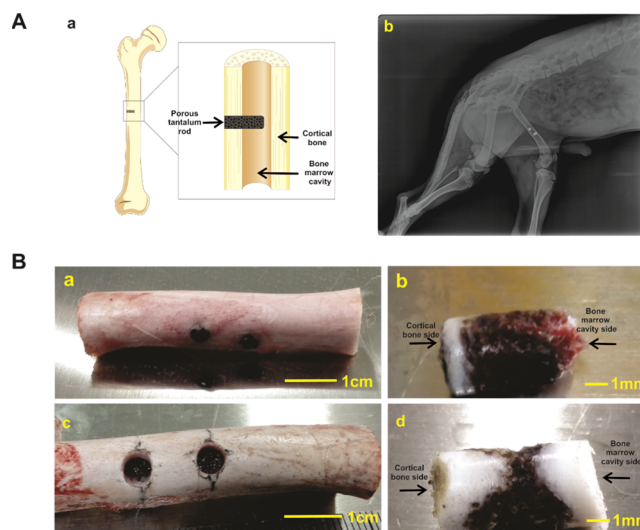 A
a
b
Porous
tantalum
rod
Cortical
bone
Bone
marrow
cavity
B
a
1cm
b
Cortical
bone side
Bone
marrow
cavity side
1mm
c
1cm
d
Cortical
bone side
Bone
marrow
cavity side
1mm